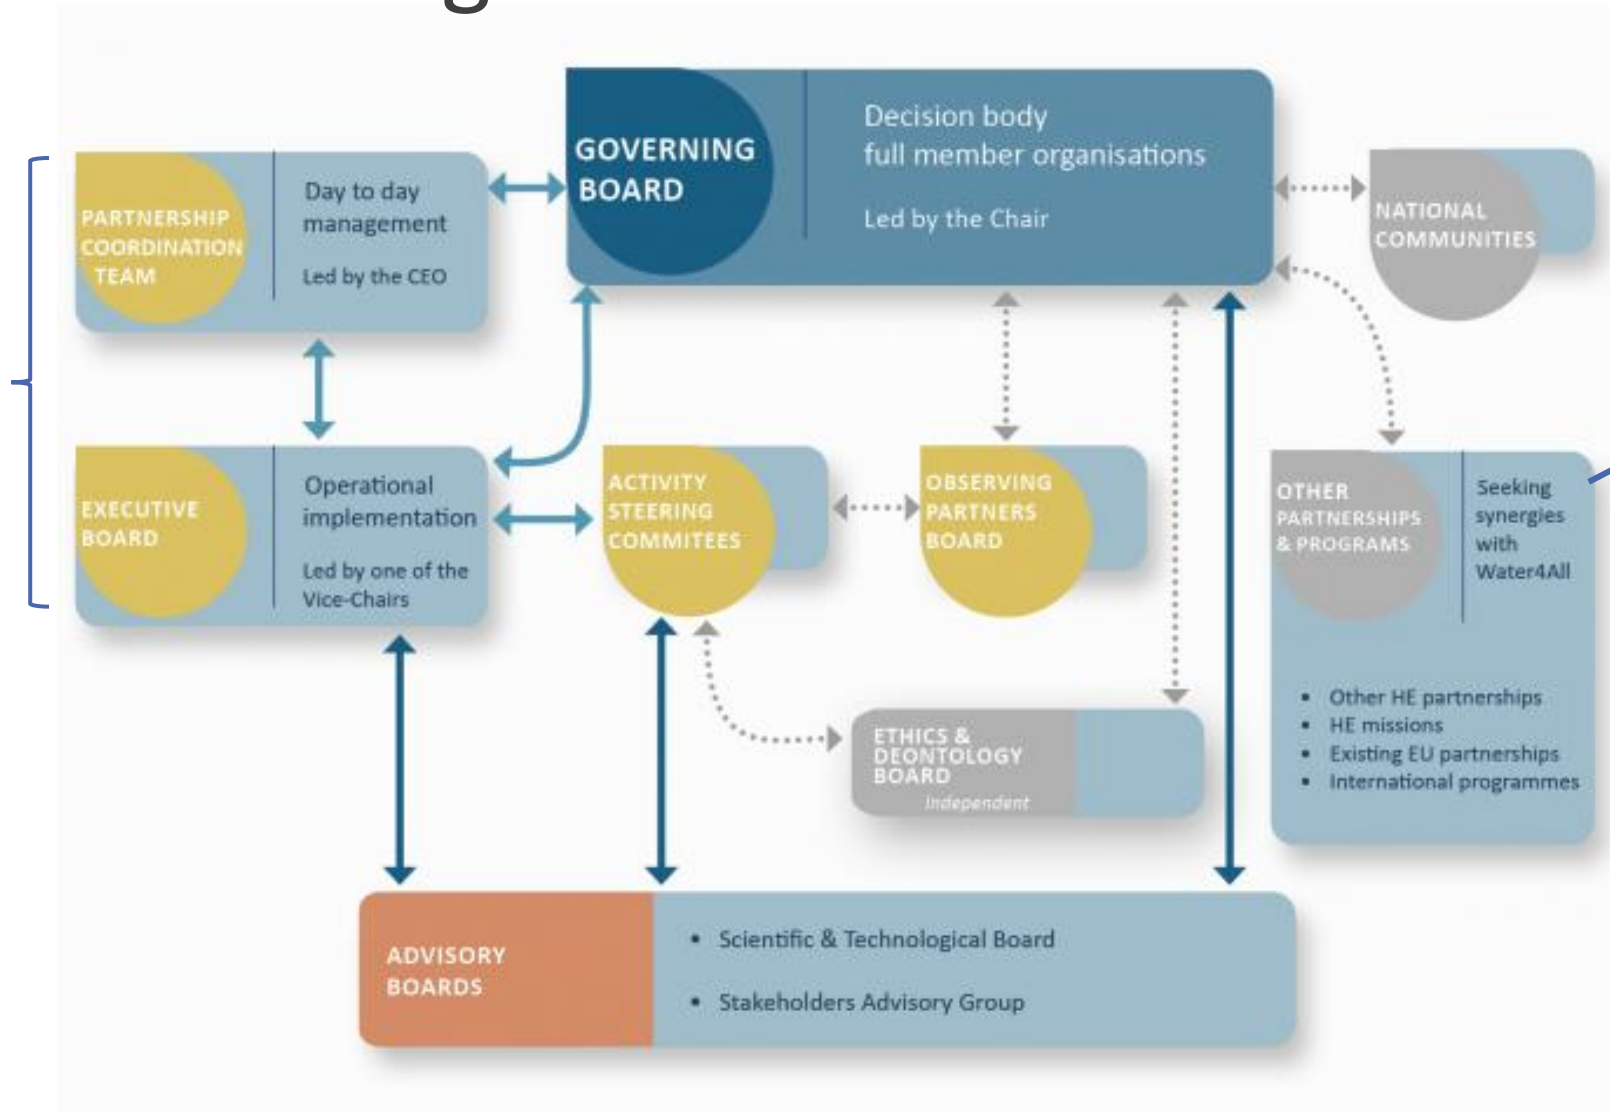 GOVERNING
BOARD
Decision body
full member organisations
Led by the Chair
PARTNERSHIP
COORDINATION
TEAM
Day to day
management
Led by the CEO
NATIONAL
COMMUNITIES
EXECUTIVE
BOARD
Operational
implementation
Led by one of the
Vice-Chairs
ACTIVITY
STEERING
COMMITEES
OBSERVING
PARTNERS
BOARD
OTHER
PARTNERSHIPS
& PROGRAMS
Seeking
synergies
with
Water4All
• Other HE partnerships
• HE missions
• Existing EU partnerships
• International programmes
ETHICS &
DEONTOLOGY
BOARD
Independent
ADVISORY
BOARDS
• Scientific & Technological Board
• Stakeholders Advisory Group